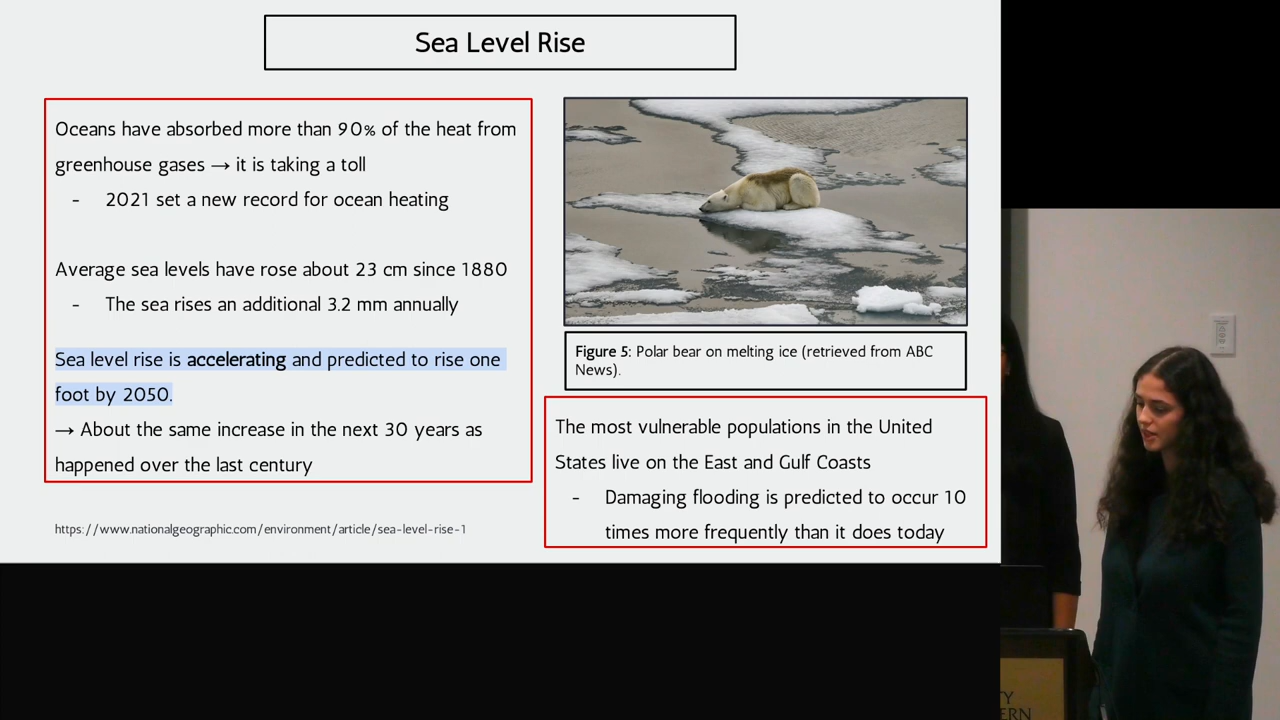 Sea Level Rise
Oceans have absorbed more than 90% of the heat from
greenhouse gases → it is taking a toll
- 2021 set a new record for ocean heating
Average sea levels have rose about 23 cm since 1880
- The sea rises an additional 3.2 mm annually
Sea level rise is accelerating and predicted to rise one
foot by 2050.
→ About the same increase in the next 30 years as
happened over the last century
https://www.nationalgeographic.com/environment/article/sea-level-rise-1
Figure 5: Polar bear on melting ice (retrieved from ABC
News).
The most vulnerable populations in the United
States live on the East and Gulf Coasts
- Damaging flooding is predicted to occur 10
times more frequently than it does today